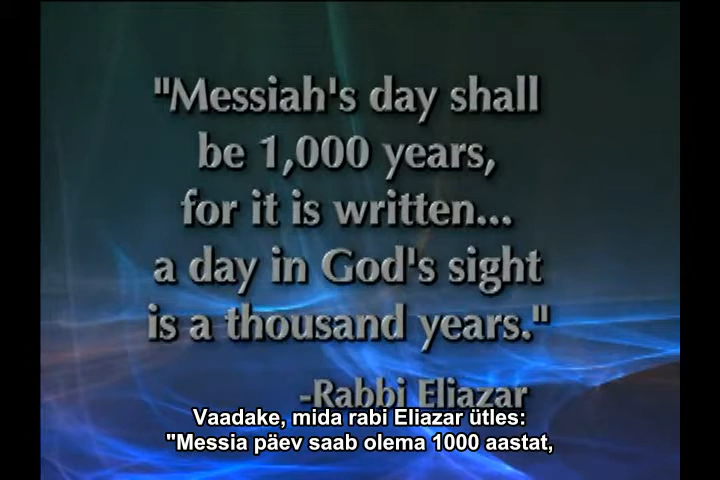 "Messiah's day shall
be 1,000 years,
for it is written...
a day in God's sight
is a thousand years."
-Rabbi Eliazar
Vaadake, mida rabi Eliazar ütles:
"Messia päev saab olema 1000 aastat,